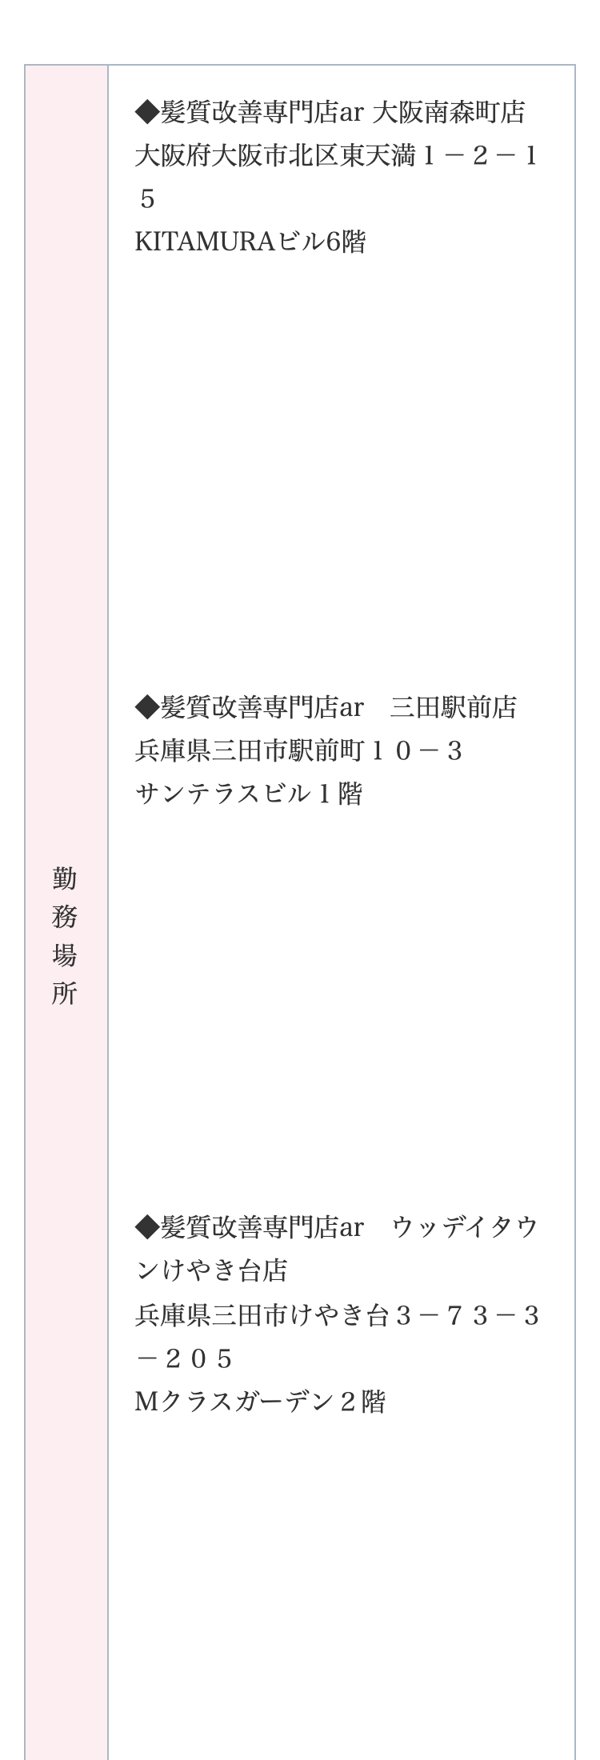 ◆髪質改善専門店ar 大阪南森町店
大阪府大阪市北区東天満１－２－１
５
KITAMURAビル6階
◆髪質改善専門店ar　三田駅前店
兵庫県三田市駅前町１０－３
サンテラスビル１階
勤
務
場
所
◆髪質改善専門店ar　ウッデイタウ
ンけやき台店
兵庫県三田市けやき台３－７３－３
－２０５
Mクラスガーデン２階